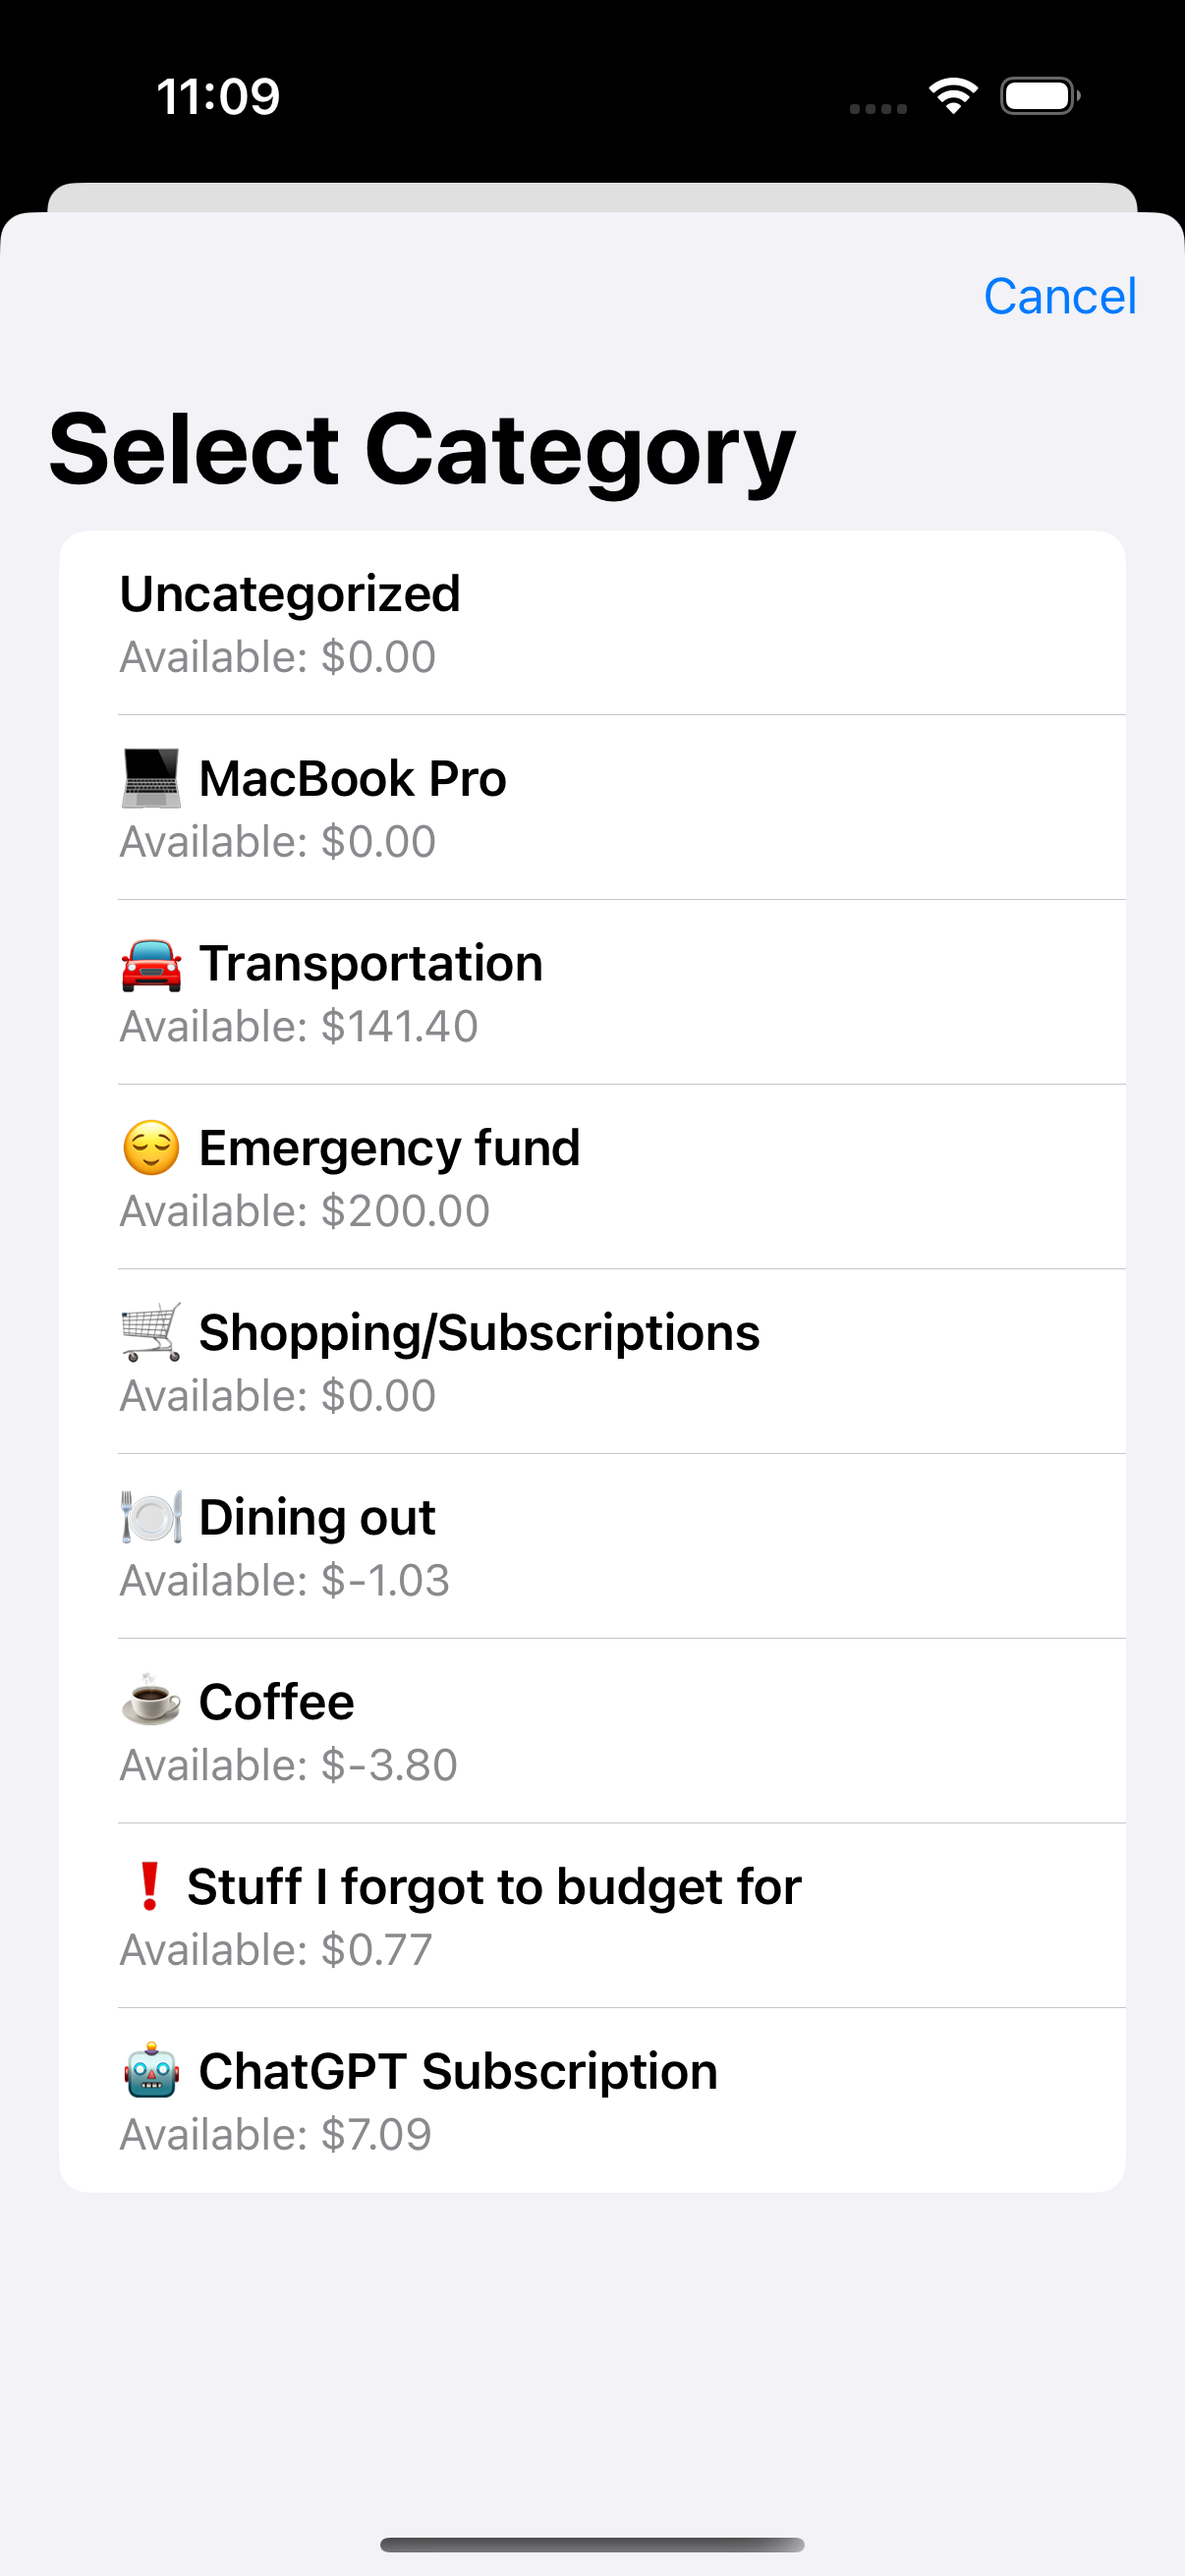 11:09
Cancel
Select Category
Uncategorized
Available: $0.00
MacBook Pro
Available: $0.00
Transportation
Available: $141.40
Emergency fund
Available: $200.00
Shopping/Subscriptions
Available: $0.00
Dining out
Available: $-1.03
Coffee
Available: $-3.80
❗ Stuff I forgot to budget for
Available: $0.77
ChatGPT Subscription
Available: $7.09